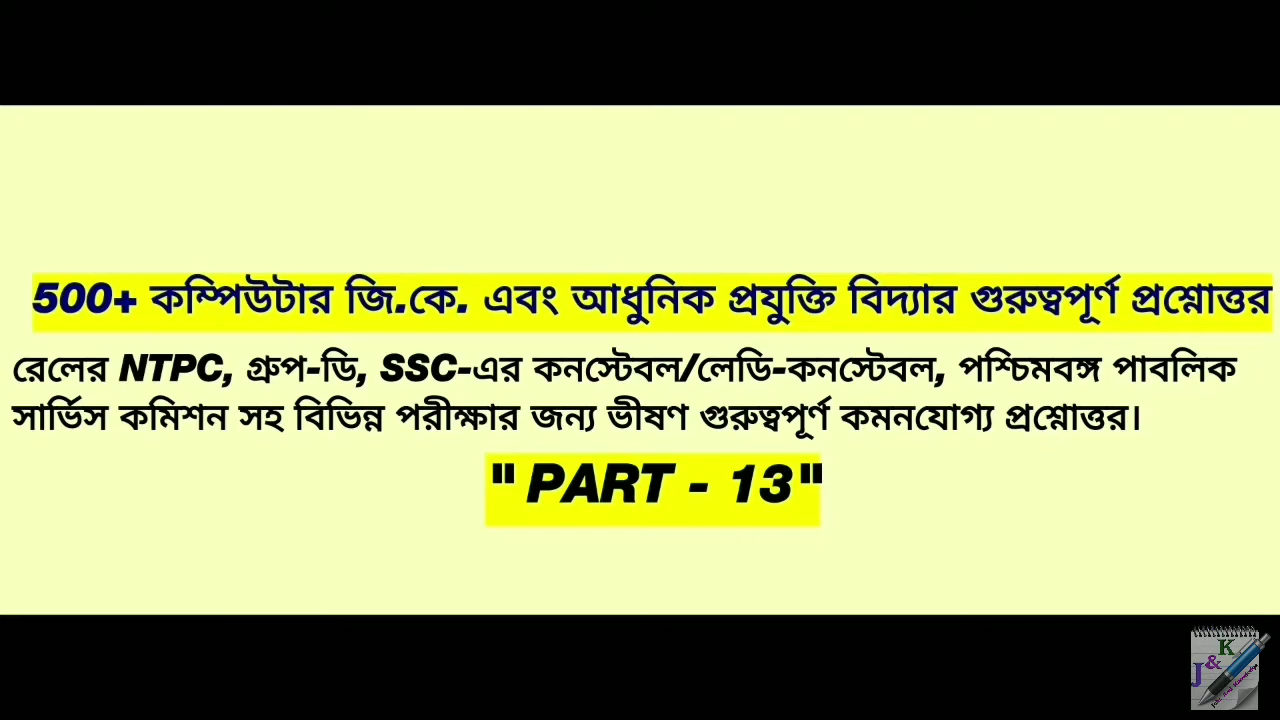 500+ কম্পিউটার জি.কে. এবং আধুনিক প্রযুক্তি বিদ্যার গুরুত্বপূর্ণ প্রশ্নোত্তর
রেলের NTPC, গ্রুপ-ডি, SSC-এর কনস্টেবল/লেডি-কনস্টেবল, পশ্চিমবঙ্গ পাবলিক
সার্ভিস কমিশন সহ বিভিন্ন পরীক্ষার জন্য ভীষণ গুরুত্বপূর্ণ কমনযোগ্য প্রশ্নোত্তর।
" PART - 13"
J&K